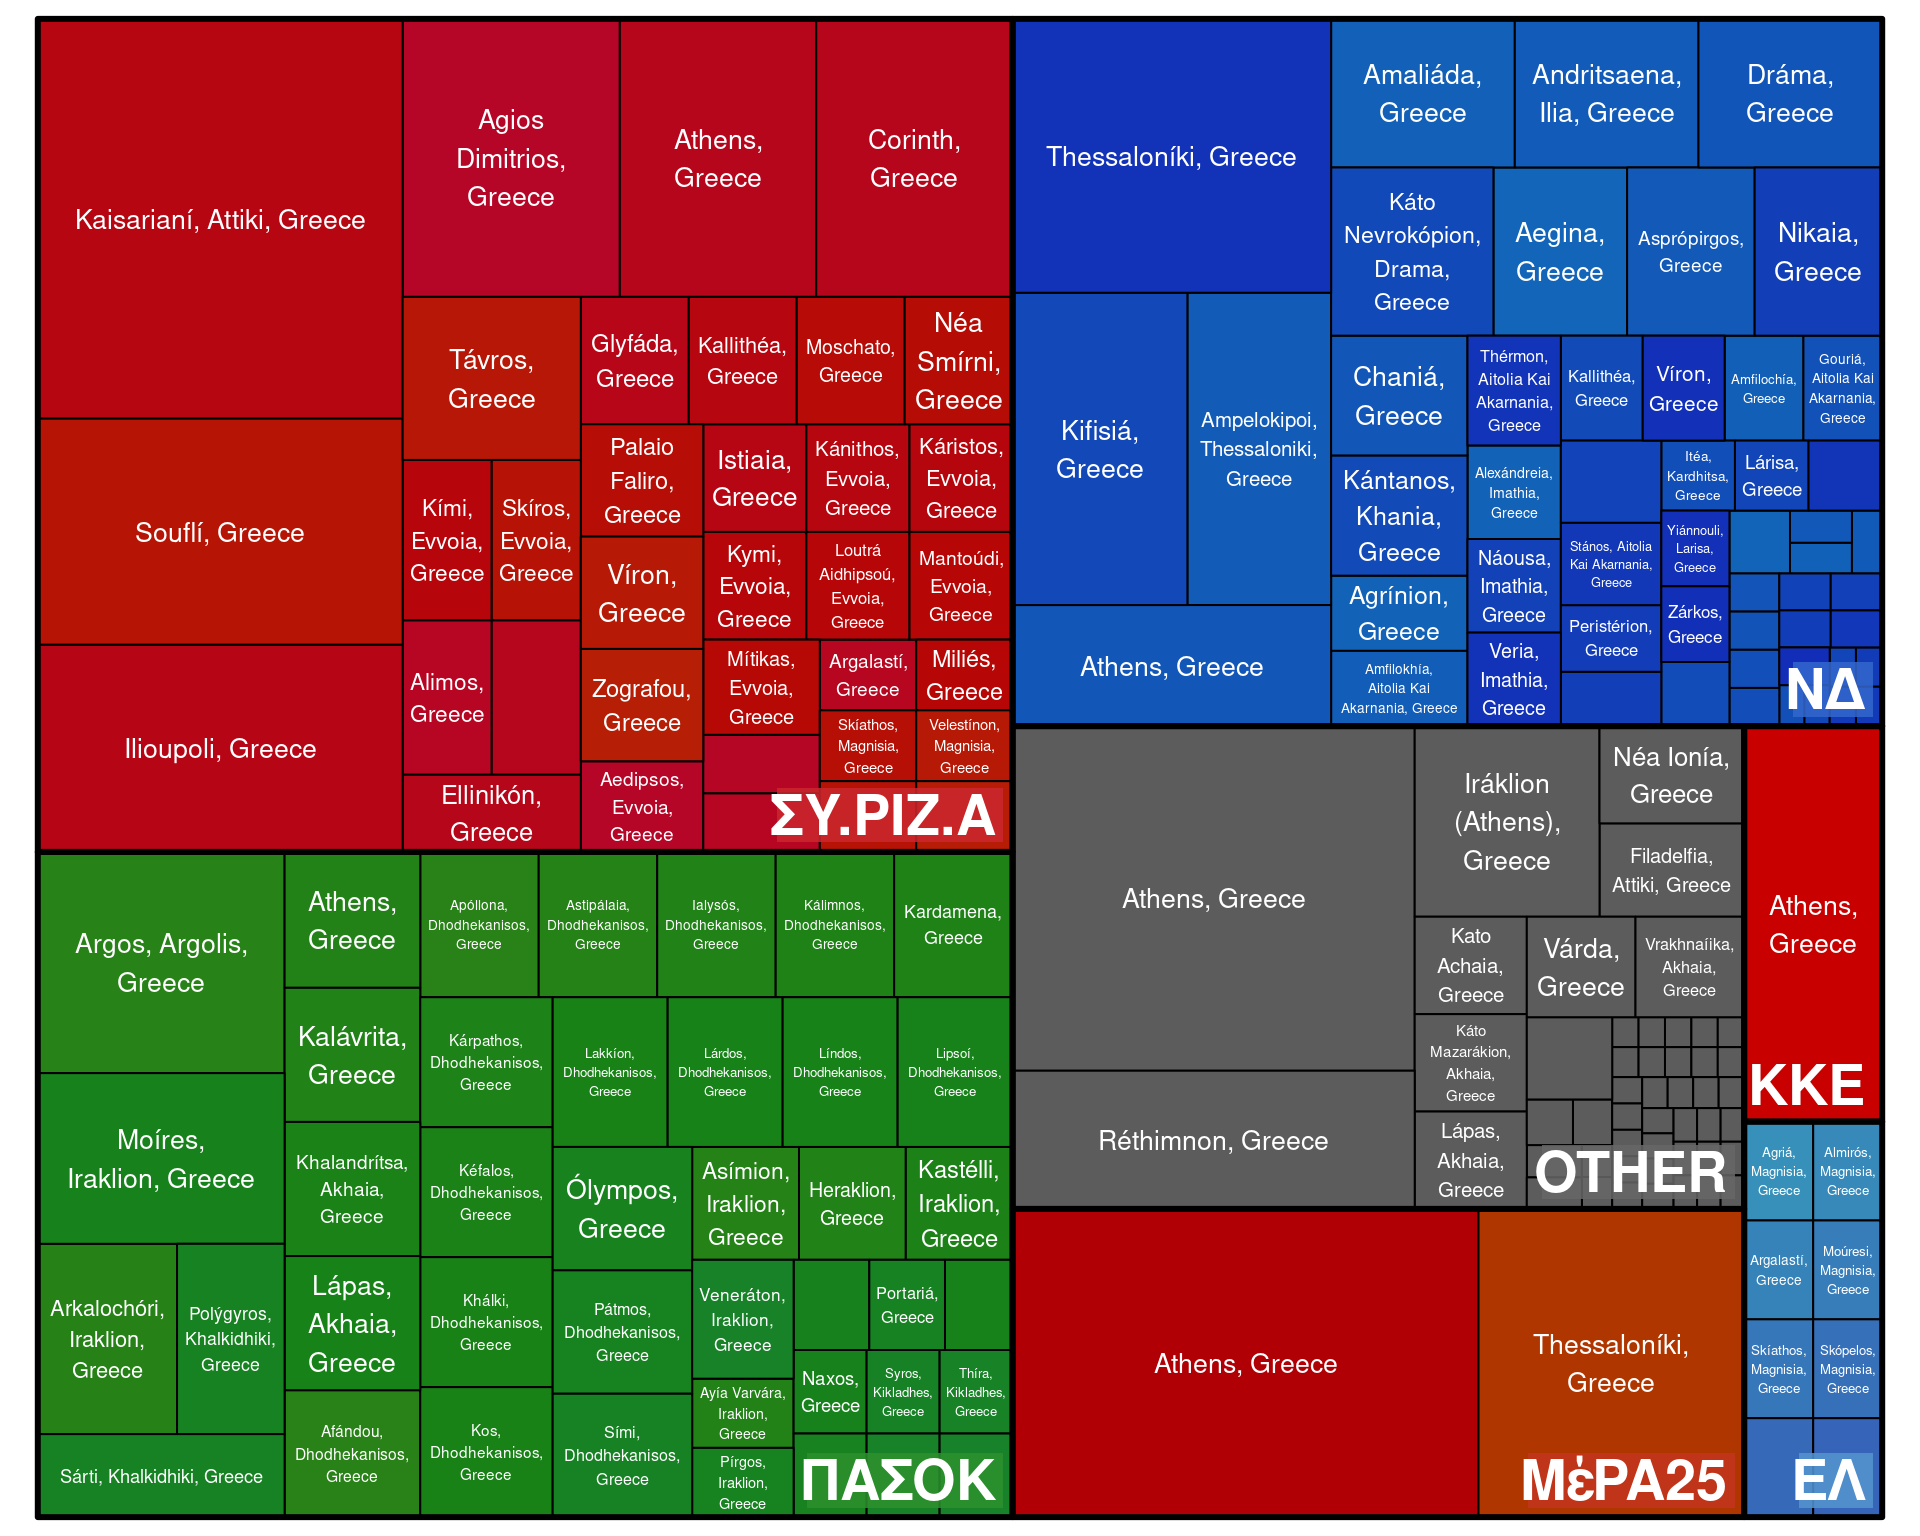 Kaisarianí, Attiki, Greece
Souflí, Greece
Ilioupoli, Greece
Agios
Dimitrios,
Greece
Athens,
Greece
Corinth,
Greece
Távros,
Greece
Glyfáda,
Greece
Kallithéa,
Greece
Moschato,
Greece
Néa
Smírni,
Greece
Kími,
Evvoia,
Greece
Skíros,
Evvoia,
Greece
Alimos,
Greece
Ellinikón,
Greece
Palaio
Faliro,
Greece
Víron,
Greece
Zografou,
Greece
Aedipsos,
Evvoia,
Greece
Istiaia,
Greece
Kánithos,
Evvoia,
Greece
Káristos,
Evvoia,
Greece
Kymi,
Evvoia,
Greece
Loutrá
Aidhipsoú,
Evvoia,
Greece
Mantoúdi,
Evvoia,
Greece
Mítikas,
Evvoia,
Greece
Argalastí,
Greece
Miliés,
Greece
Skíathos,
Magnisia,
Greece
Velestínon,
Magnisia,
Greece
ΣΥ.ΡΙΖ.Α
Thessaloníki, Greece
Kifisiá,
Greece
Ampelokipoi,
Thessaloniki,
Greece
Athens, Greece
Amaliáda,
Greece
Andritsaena,
Ilia, Greece
Dráma,
Greece
Káto
Nevrokópion,
Drama,
Greece
Aegina,
Greece
Asprópirgos,
Greece
Nikaia,
Greece
Chaniá,
Greece
Kántanos,
Khania,
Greece
Agrínion,
Greece
Amfilokhía,
Aitolia Kai
Akarnania, Greece
Thérmon,
Aitolia Kai
Akarnania,
Greece
Alexándreia,
Imathia,
Greece
Náousa,
Imathia,
Greece
Veria,
Imathia,
Greece
Kallithéa,
Greece
Víron,
Greece
Amfilochía,
Greece
Gouriá,
Aitolia Kai
Akarnania,
Greece
Stános, Aitolia
Kai Akarnania,
Greece
Peristérion,
Greece
Itéa,
Kardhitsa,
Greece
Lárisa,
Greece
Yiánnouli,
Larisa,
Greece
Zárkos,
Greece
ΝΔ
Argos, Argolis,
Greece
Moíres,
Iraklion, Greece
Arkalochóri,
Iraklion,
Greece
Polýgyros,
Khalkidhiki,
Greece
Sárti, Khalkidhiki, Greece
Athens,
Greece
Kalávrita,
Greece
Khalandrítsa,
Akhaia,
Greece
Lápas,
Akhaia,
Greece
Afándou,
Dhodhekanisos,
Greece
Apóllona,
Dhodhekanisos,
Greece
Astipálaia,
Dhodhekanisos,
Greece
Ialysós,
Dhodhekanisos,
Greece
Kálimnos,
Dhodhekanisos,
Greece
Kardamena,
Greece
Kárpathos,
Dhodhekanisos,
Greece
Kéfalos,
Dhodhekanisos,
Greece
Khálki,
Dhodhekanisos,
Greece
Kos,
Dhodhekanisos,
Greece
Lakkíon,
Dhodhekanisos,
Greece
Lárdos,
Dhodhekanisos,
Greece
Líndos,
Dhodhekanisos,
Greece
Lipsoí,
Dhodhekanisos,
Greece
Ólympos,
Greece
Pátmos,
Dhodhekanisos,
Greece
Sími,
Dhodhekanisos,
Greece
Asímion,
Iraklion,
Greece
Heraklion,
Greece
Kastélli,
Iraklion,
Greece
Veneráton,
Iraklion,
Greece
Ayía Varvára,
Iraklion,
Greece
Pírgos,
Iraklion,
Greece
Portariá,
Greece
Naxos,
Greece
Syros,
Kikladhes,
Greece
Thíra,
Kikladhes,
Greece
ΠΑΣΟΚ
Athens, Greece
Réthimnon, Greece
Iráklion
(Athens),
Greece
Néa Ionía,
Greece
Filadelfia,
Attiki, Greece
Kato
Achaia,
Greece
Káto
Mazarákion,
Akhaia,
Greece
Lápas,
Akhaia,
Greece
Várda,
Greece
Vrakhnaíika,
Akhaia,
Greece
OTHER
Athens,
Greece
ΚΚΕ
Athens, Greece
Thessaloníki,
Greece
ΜέΡΑ25
Agriá,
Magnisia,
Greece
Almirós,
Magnisia,
Greece
Argalastí,
Greece
Moúresi,
Magnisia,
Greece
Skíathos,
Magnisia,
Greece
Skópelos,
Magnisia,
Greece
ΕΛ